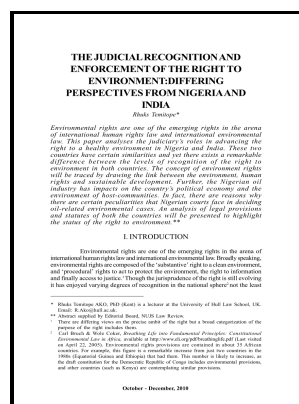 THE JUDICIAL RECOGNITION AND
ENFORCEMENT OF THE RIGHT TO
ENVIRONMENT:DIFFERING
PERSPECTIVES FROM NIGERIA AND
INDIA
Rhuks Temitope*
Environmental rights are one of the emerging rights in the arena
of international human rights law and international environmental
law. This paper analyses the judiciary's roles in advancing the
right to a healthy environment in Nigeria and India. These two
countries have certain similarities and yet there exists a remarkable
difference between the levels of recognition of the right to
environment in both countries. The concept of environment rights
will be traced by drawing the link between the environment, human
rights and sustainable development. Further, the Nigerian oil
industry has impacts on the country's political economy and the
environment of host-communities. In fact, there are reasons why
there are certain peculiarities that Nigerian courts face in deciding
oil-related environmental cases. An analysis of legal provisions
and statutes of both the countries will be presented to highlight
the status of the right to environment.**
I. INTRODUCTION
Environmental rights are one of the emerging rights in the arena of
international human rights law and international environmental law. Broadly speaking,
environmental rights are composed of the 'substantive' right to a clean environment,
and 'procedural' rights to act to protect the environment, the right to information
and finally access to justice.¹ Though the jurisprudence of the right is still evolving
it has enjoyed varying degrees of recognition in the national sphere² not the least
* Rhuks Temitope AKO, PhD (Kent) is a lecturer at the University of Hull Law School, UK.
Email: R.Ako@hull.ac.uk.
** Abstract supplied by Editorial Board, NUJS Law Review.
¹ There are differing views on the precise ambit of the right but a broad categorization of the
purpose of the right includes them.
² Carl Bruch & Wole Coker, Breathing Life into Fundamental Principles: Constitutional
Environmental Law in Africa, available at http://www.eli.org/pdf/breathinglife.pdf (Last visited
on April 22, 2005). Environmental rights provisions are contained in about 35 African
countries. For example, this figure is a remarkable increase from just two countries in the
1980s (Equatorial Guinea and Ethiopia) that had them. This number is likely to increase, as
the draft constitution for the Democratic Republic of Congo includes environmental provisions,
and other countries (such as Kenya) are contemplating similar provisions.
October - December, 2010